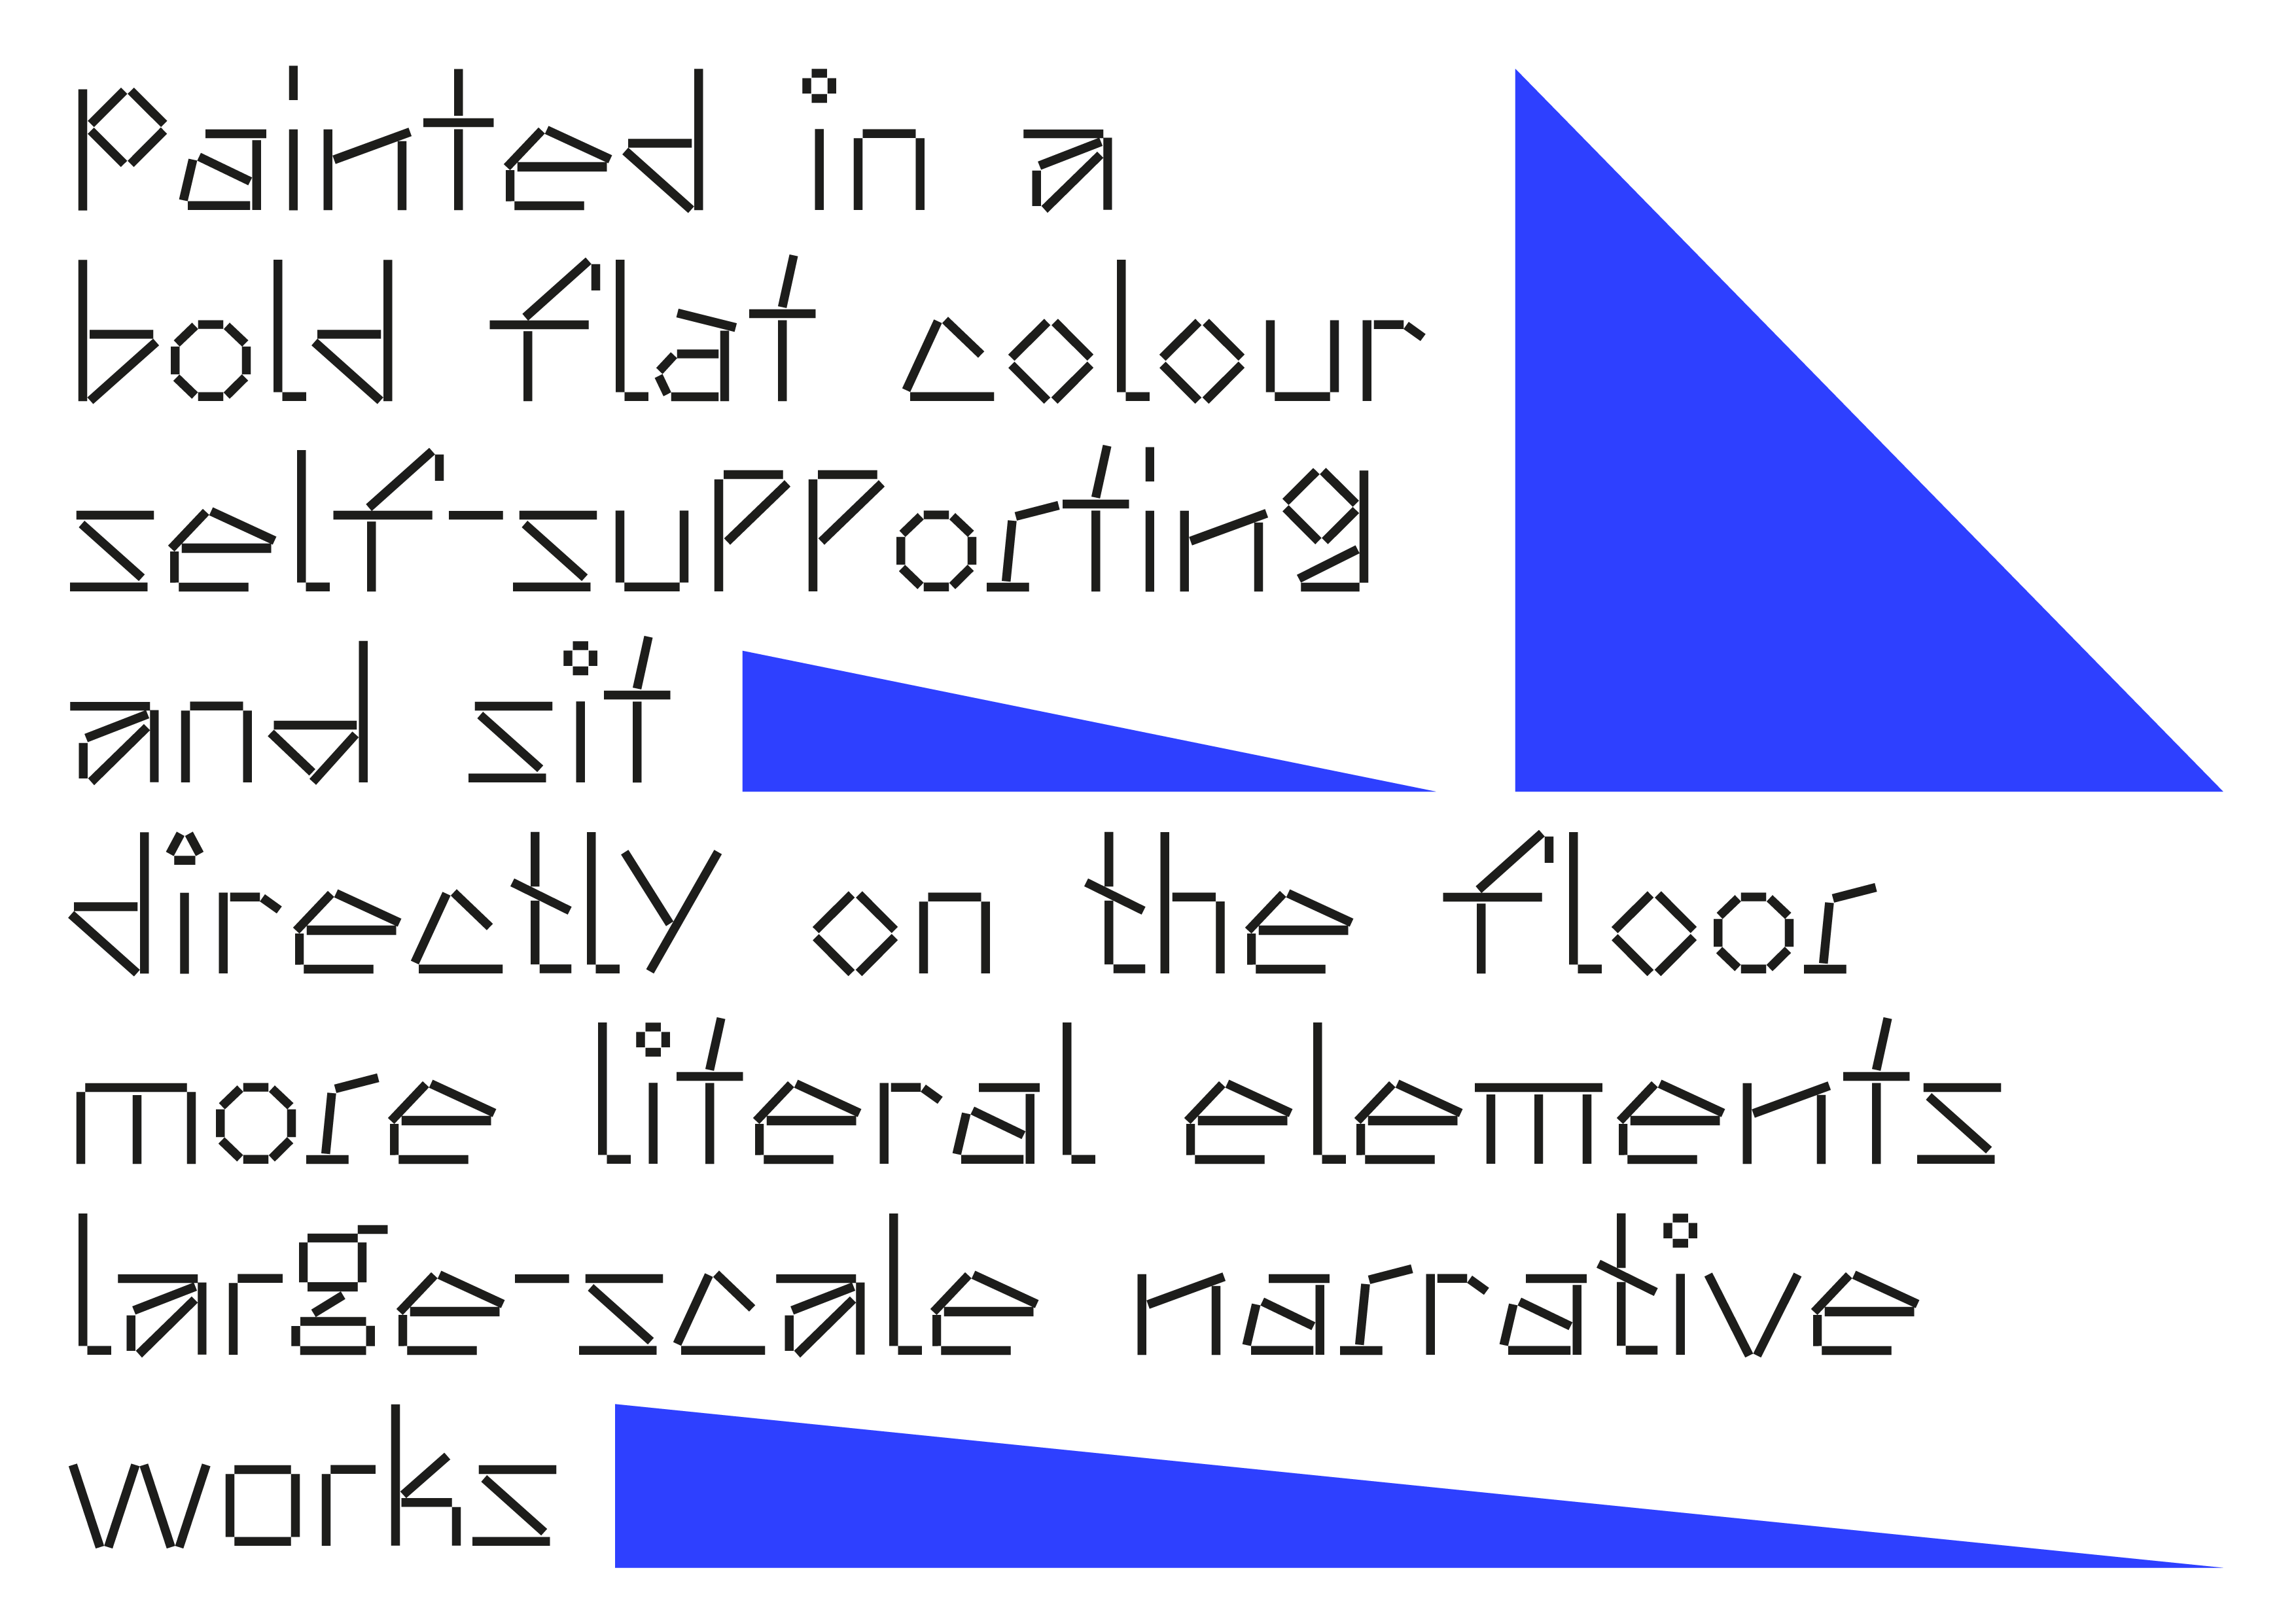 Painted in a
bold flat colour
self-supporting
and sit
directly on the floor
more literal elements
large-scale narrative
works